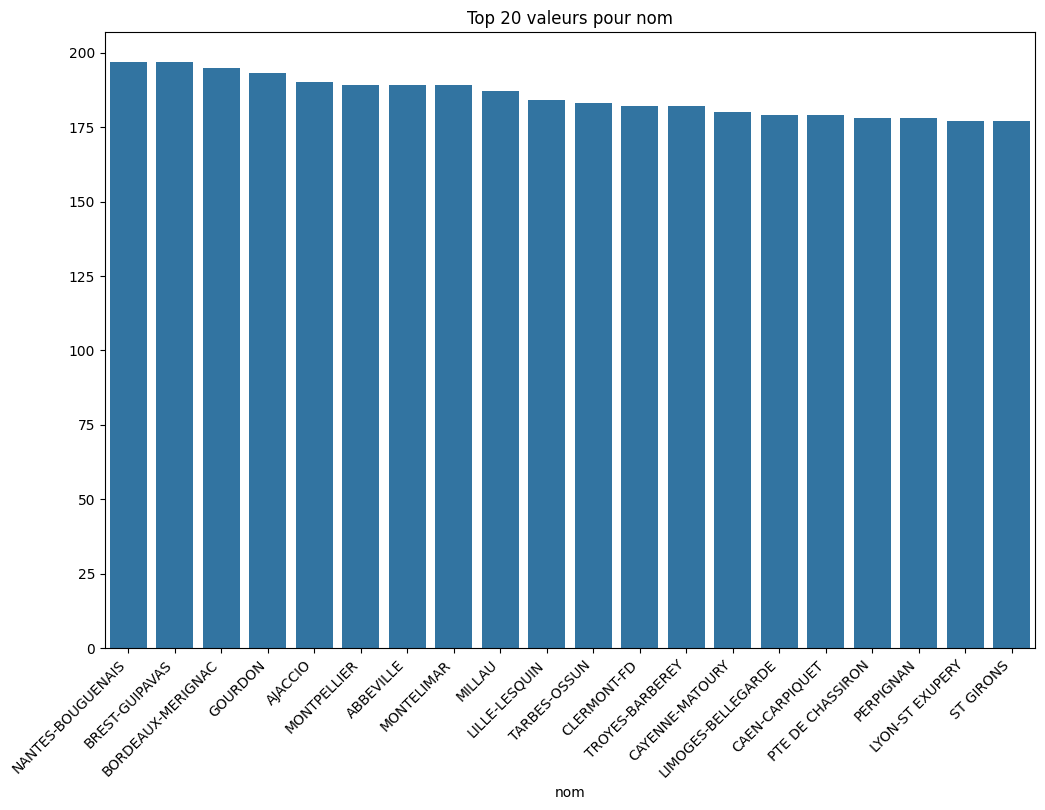 Top 20 valeurs pour nom
200
175
150
125
100
75
50
25
0
NANTES-BOUGUENAIS
BREST-GUIPAVAS
BORDEAUX-MERIGNAC
GOURDON
AJACCIO
MONTPELLIER
ABBEVILLE
MONTELIMAR
MILLAU
LILLE-LESQUIN
TARBES-OSSUN
CLERMONT-FD
TROYES-BARBEREY
CAYENNE-MATOURY
LIMOGES-BELLEGARDE
CAEN-CARPIQUET
PTE DE CHASSIRON
PERPIGNAN
LYON-ST EXUPERY
ST GIRONS
nom